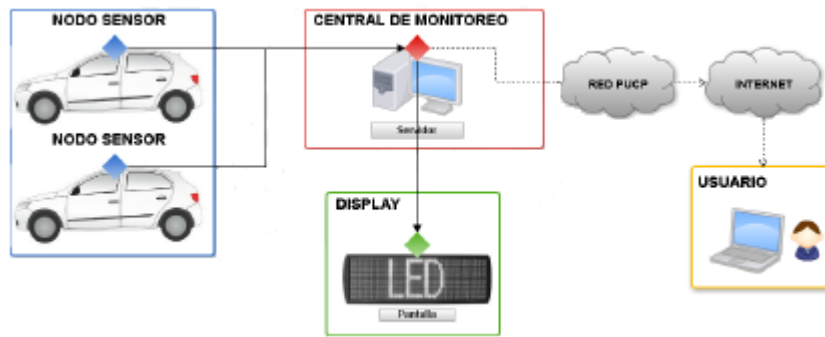 NODO SENSOR
NODO SENSOR
CENTRAL DE MONITOREO
Servidor
RED PUCP
INTERNET
DISPLAY
LED
Pantalla
USUARIO